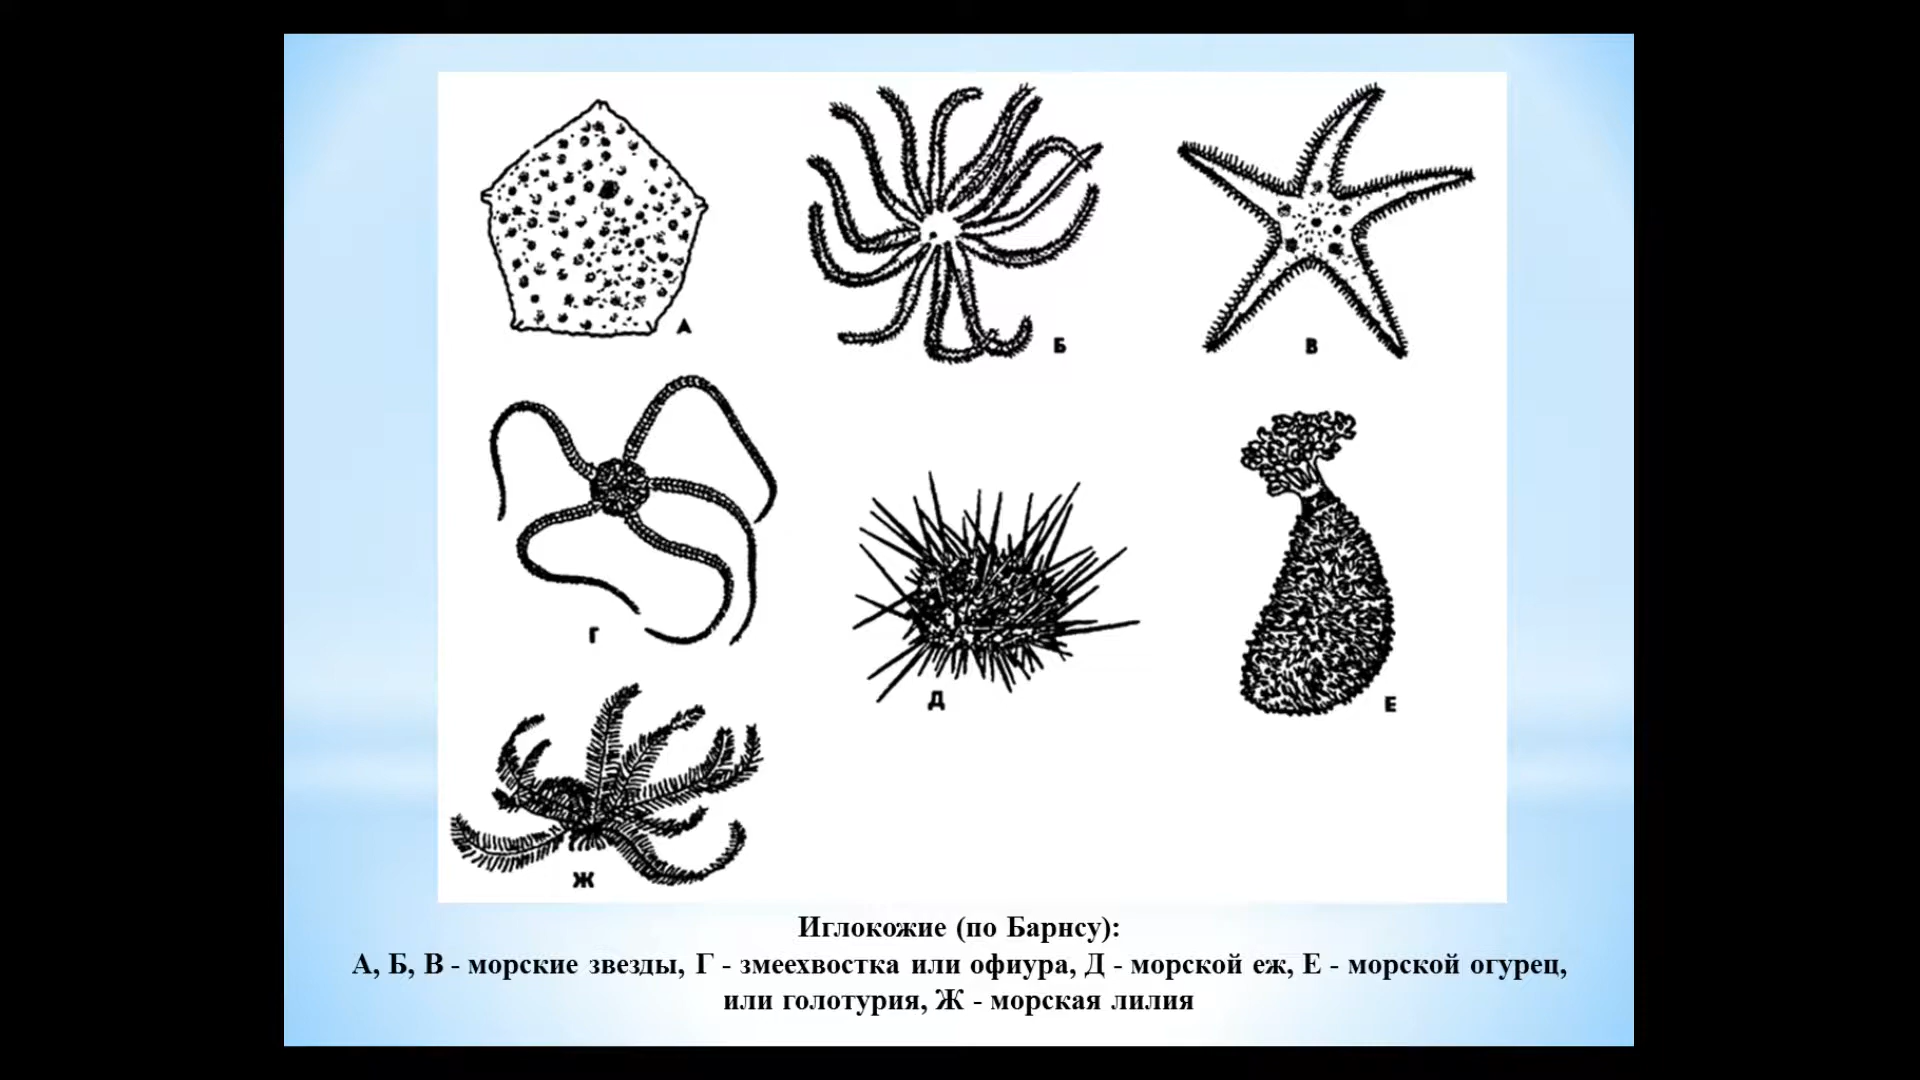 А
Б
В
Г
Д
Е
Ж
Иглокожие (по Барнсу):
А, Б, В - морские звезды, Г - змеехвостка или офиура, Д - морской еж, Е - морской огурец,
или голотурия, Ж - морская лилия